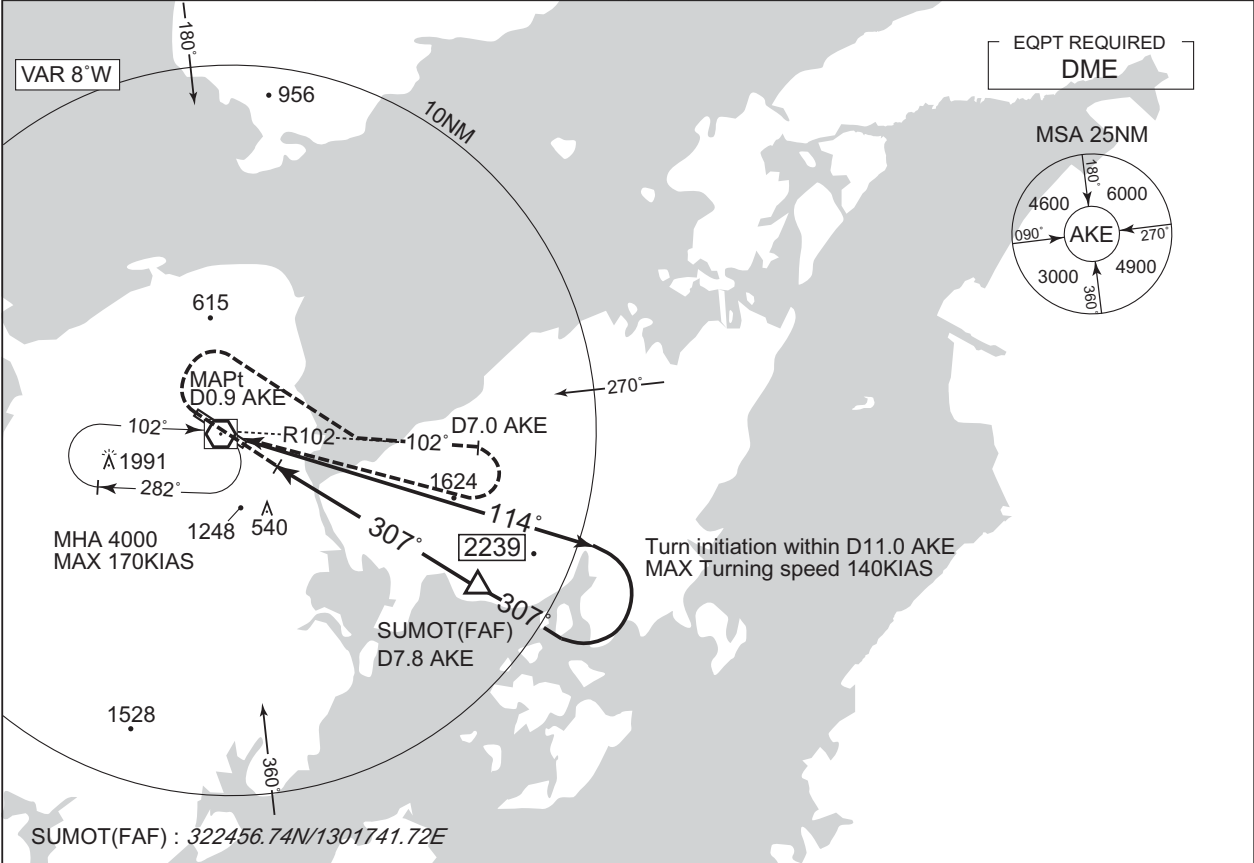 180°
VAR 8°W
956
10NM
EQPT REQUIRED
DME
MSA 25NM
180°
4600
6000
090°
AKE
270°
3000
4900
360°
615
MAPt
D0.9 AKE
270°
102°
R102
102°
D7.0 AKE
1991
282°
1624
1248
540
307°
114°
MHA 4000
MAX 170KIAS
2239
Turn initiation within D11.0 AKE
MAX Turning speed 140KIAS
307°
SUMOT(FAF)
D7.8 AKE
1528
360°
SUMOT(FAF) : 322456.74N/1301741.72E